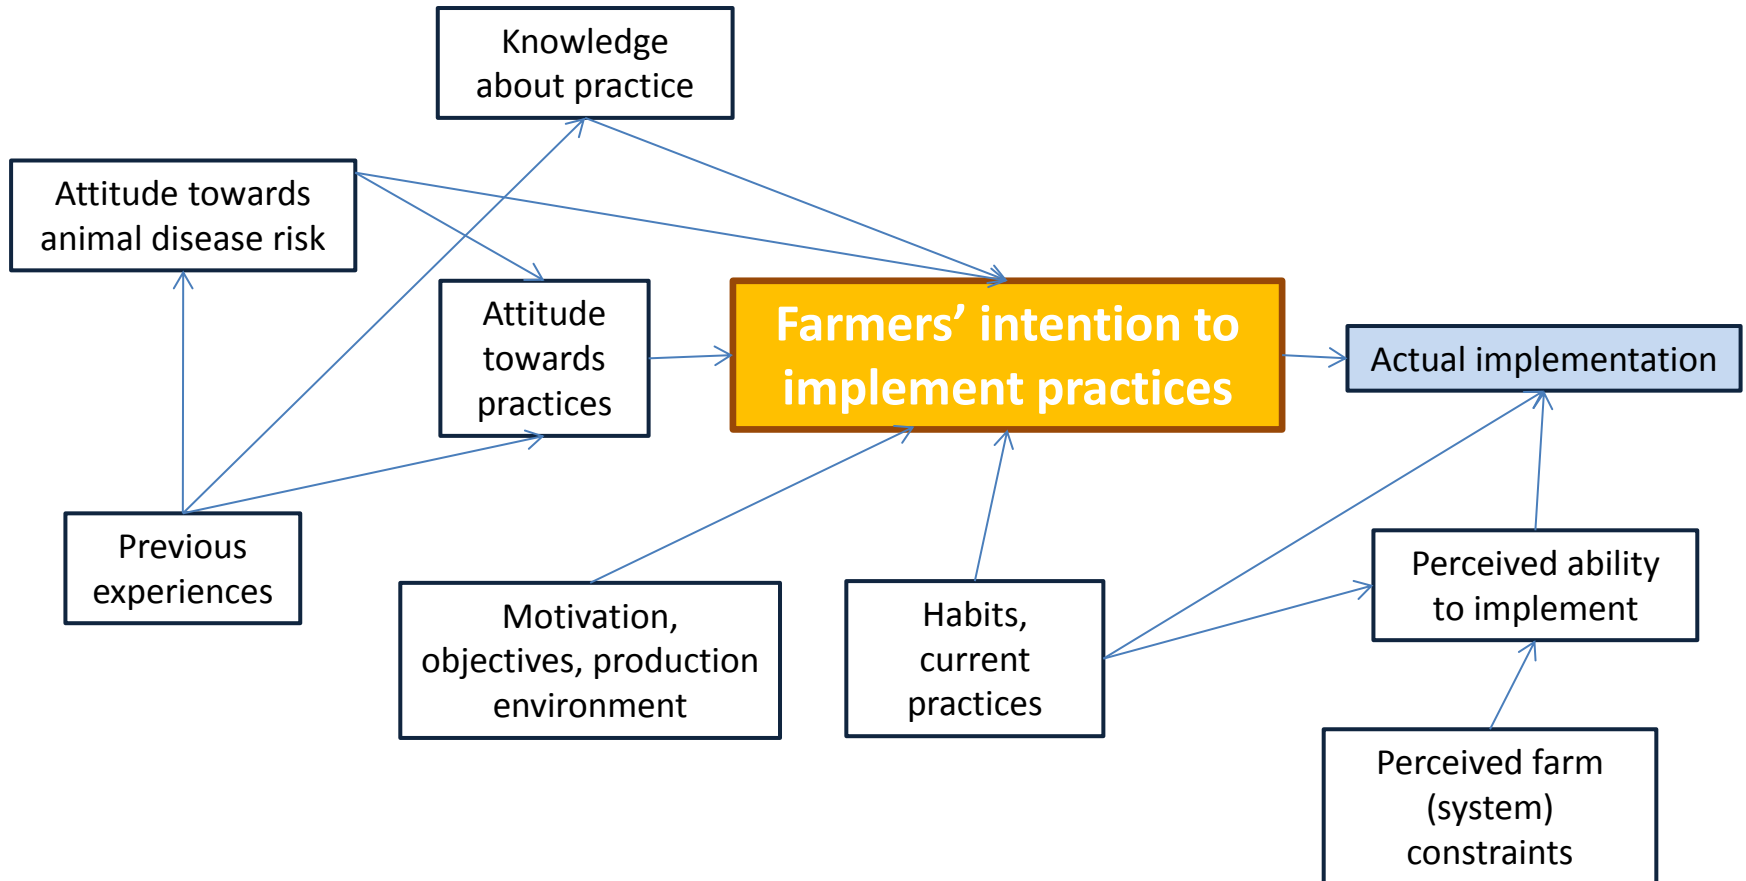 Knowledge
about practice
Attitude towards
animal disease risk
Attitude
towards
practices
Farmers’ intention to
implement practices
Actual implementation
Previous
experiences
Motivation,
objectives, production
environment
Habits,
current
practices
Perceived ability
to implement
Perceived farm
(system)
constraints